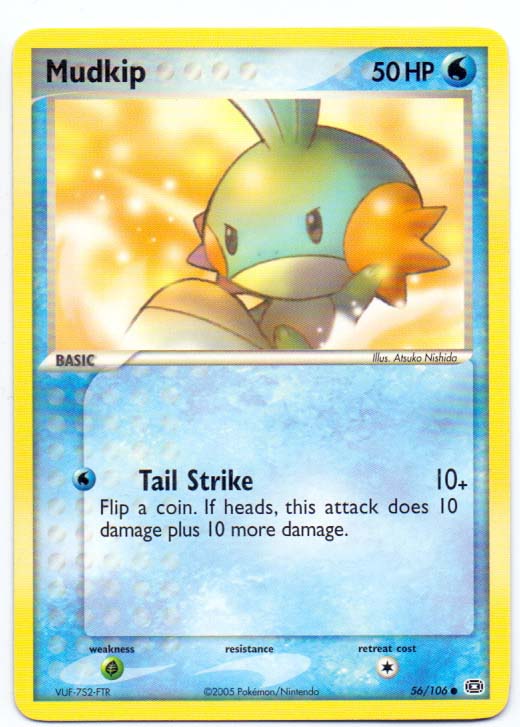 Mudkip 50 HP
BASIC Illus. Atsuko Nishida
Tail Strike 10+
Flip a coin. If heads, this attack does 10
damage plus 10 more damage.
weakness resistance retreat cost
VUF-7S2-FTR ©2005 Pokémon/Nintendo 56/106